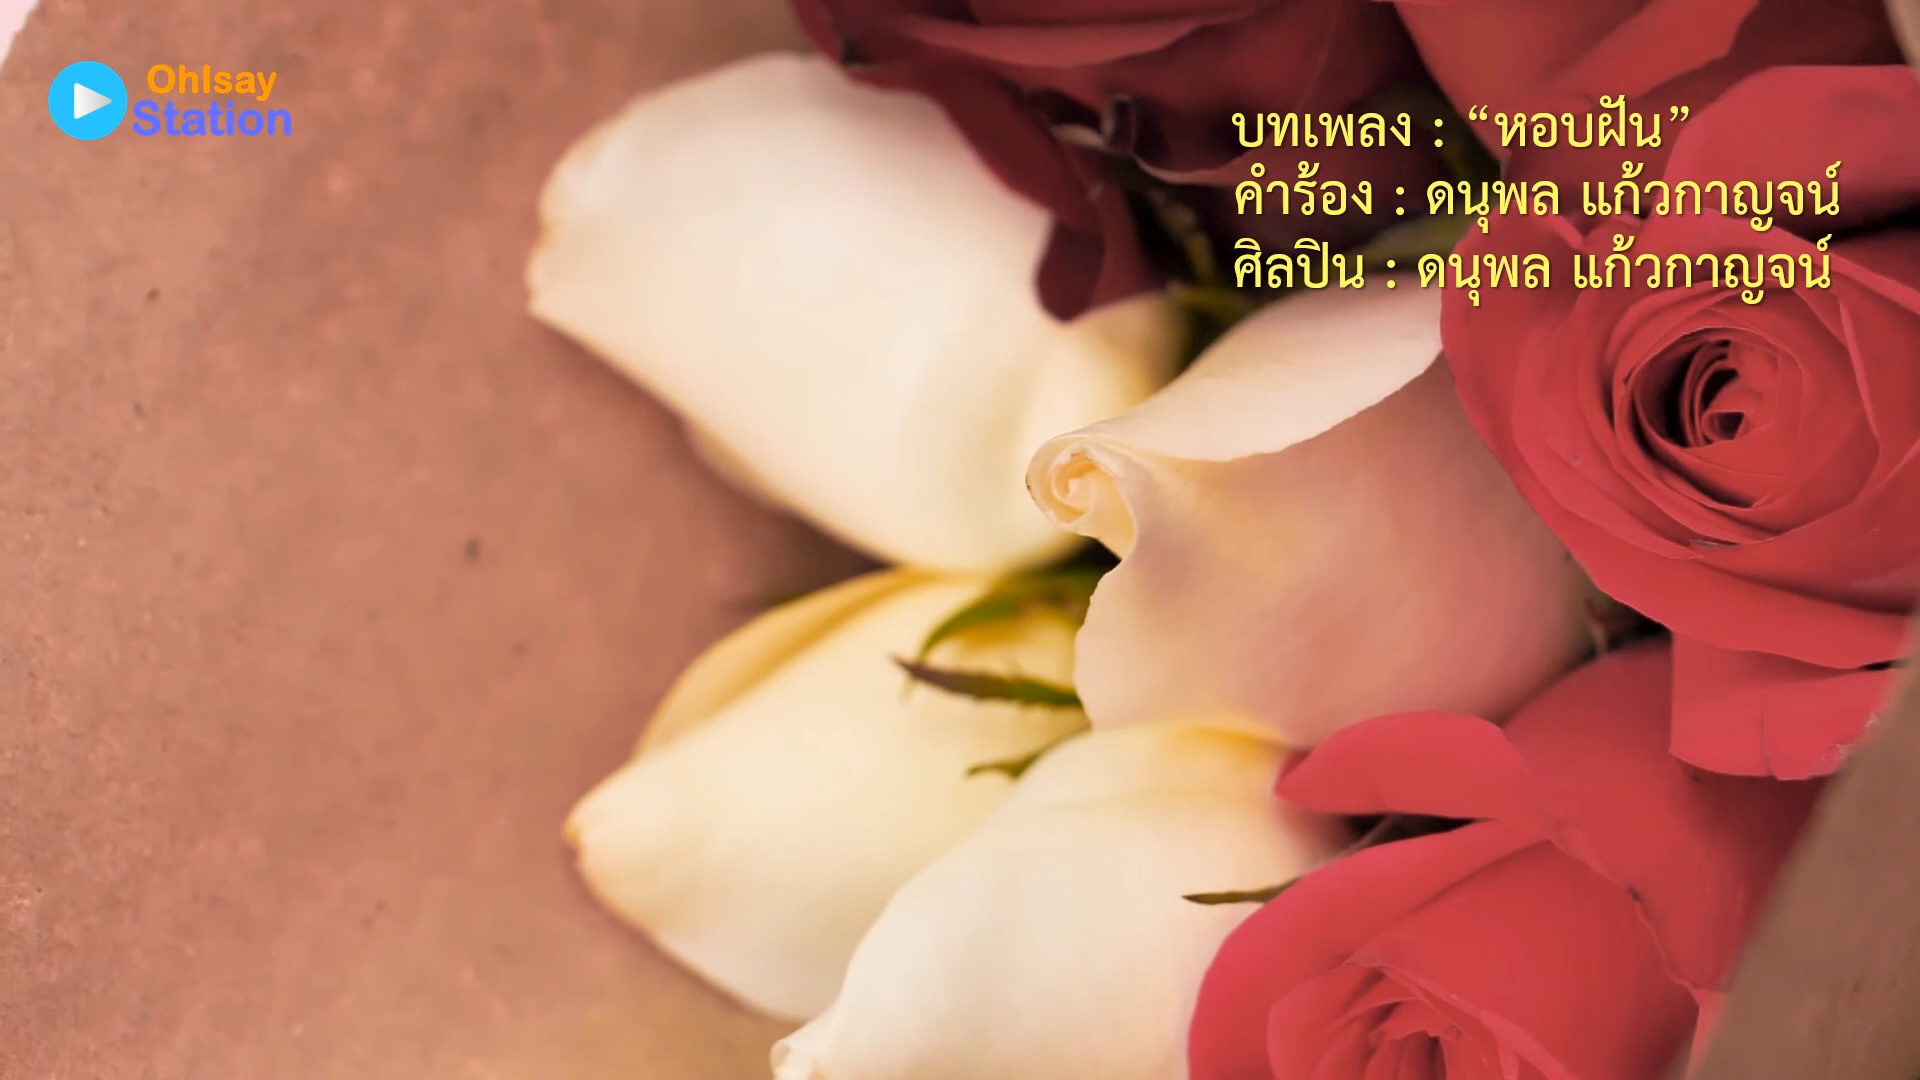 OhIsay
Station
บทเพลง : “หอบฝัน”
คำร้อง : ดนุพล แก้วกาญจน์
ศิลปิน : ดนุพล แก้วกาญจน์